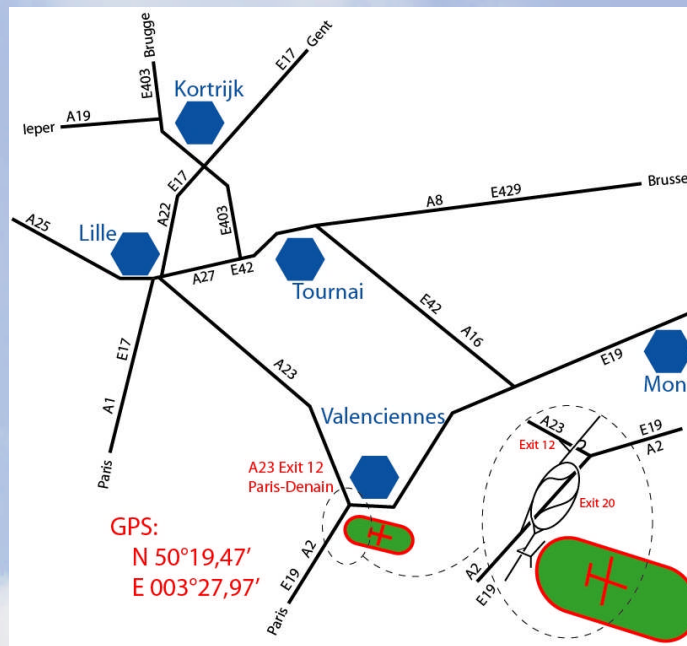 Brugge
E403
E17
Gent
Kortrijk
A19
Ieper
E17
A22
E403
A8
E429
Brusse
A25
Lille
A27
E42
Tournai
E42
A16
E17
A1
Paris
A23
E19
Mon
Valenciennes
A23 Exit 12
Paris-Denain
A23
Exit 12
E19
A2
Exit 20
GPS:
N 50°19,47’
E 003°27,97’
A2
E19
Paris
A2
E19